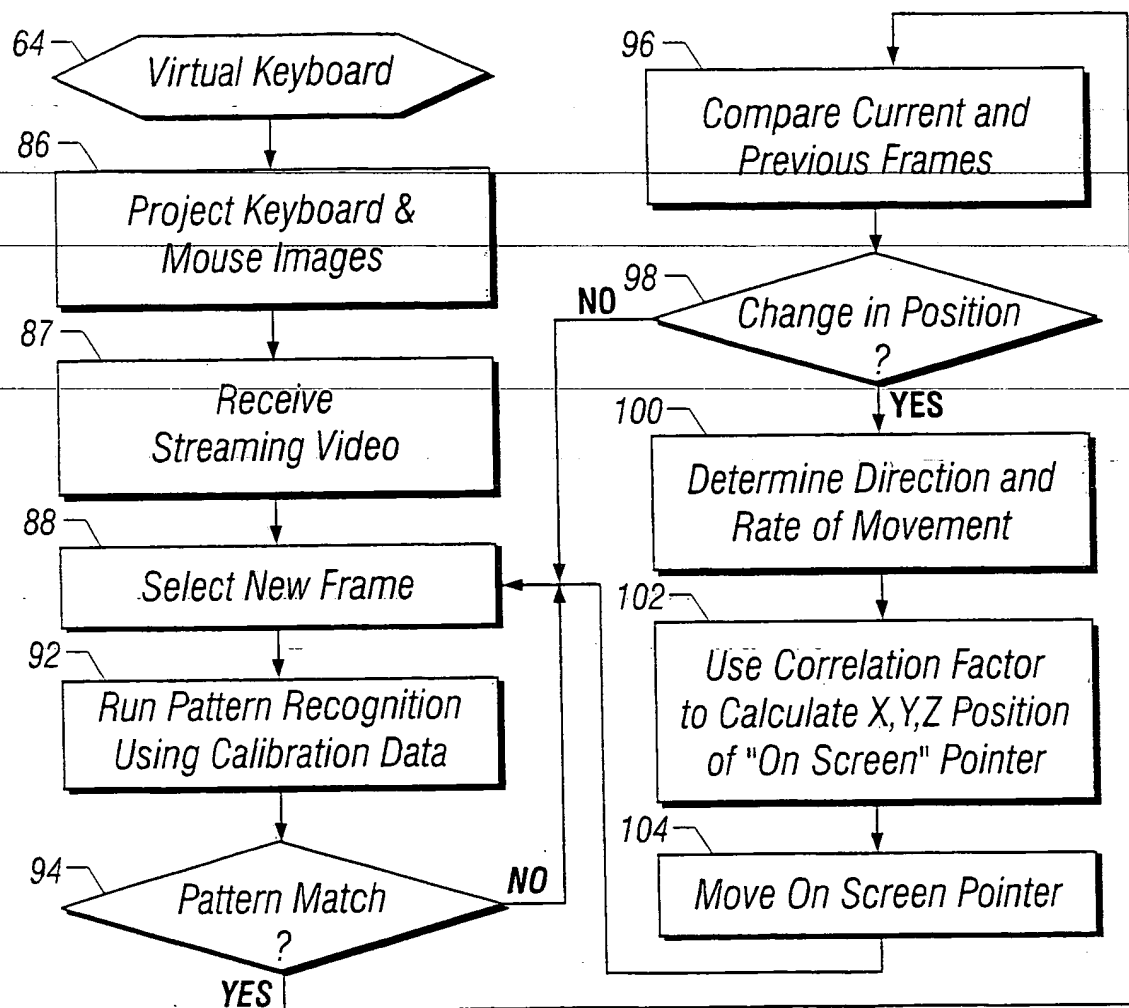 64
Virtual Keyboard
86
Project Keyboard &
Mouse Images
87
Receive
Streaming Video
88
Select New Frame
92
Run Pattern Recognition
Using Calibration Data
94
Pattern Match
?
NO
YES
96
Compare Current and
Previous Frames
98
NO
Change in Position
?
YES
100
Determine Direction and
Rate of Movement
102
Use Correlation Factor
to Calculate X,Y,Z Position
of "On Screen" Pointer
104
Move On Screen Pointer